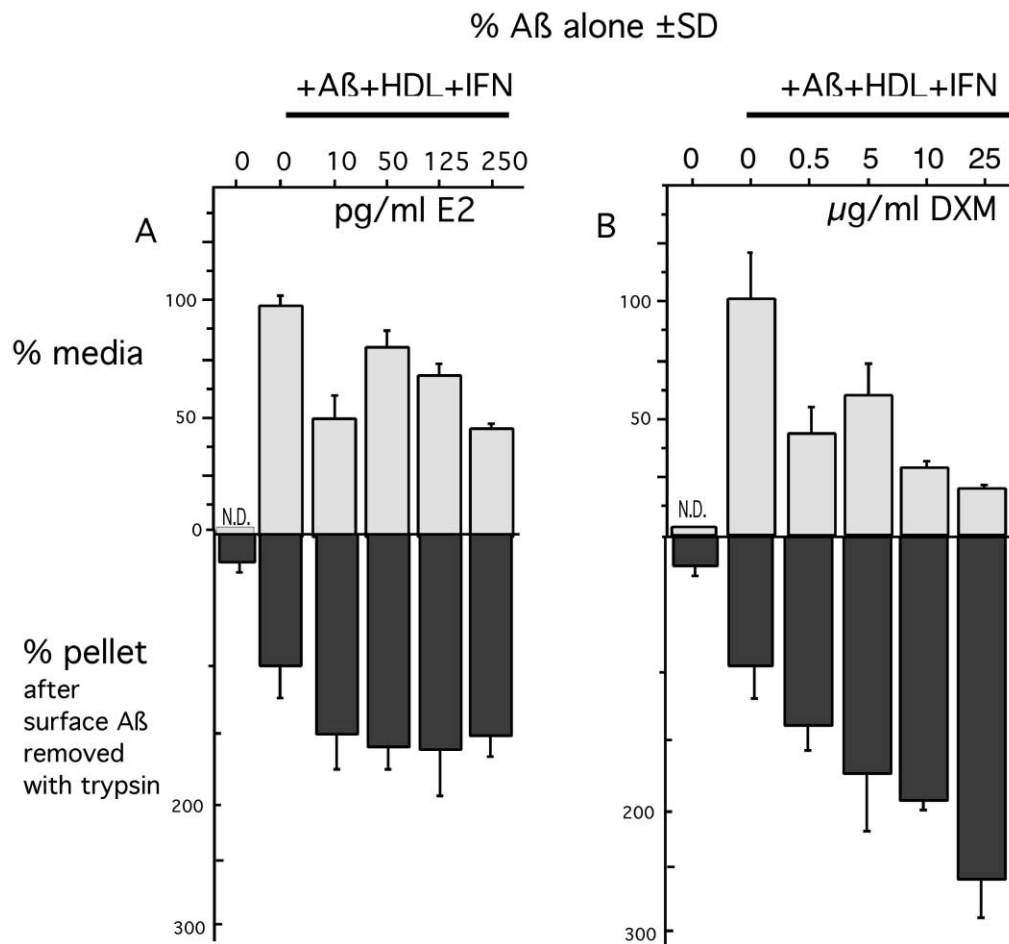 % Aß alone ±SD
+Aß+HDL+IFN
+Aß+HDL+IFN
0 0 10 50 125 250
0 0 0.5 5 10 25
A
pg/ml E2
B
µg/ml DXM
100
100
% media
50
50
N.D.
N.D.
0
% pellet
after
surface Aß
removed
with trypsin
200
200
300
300